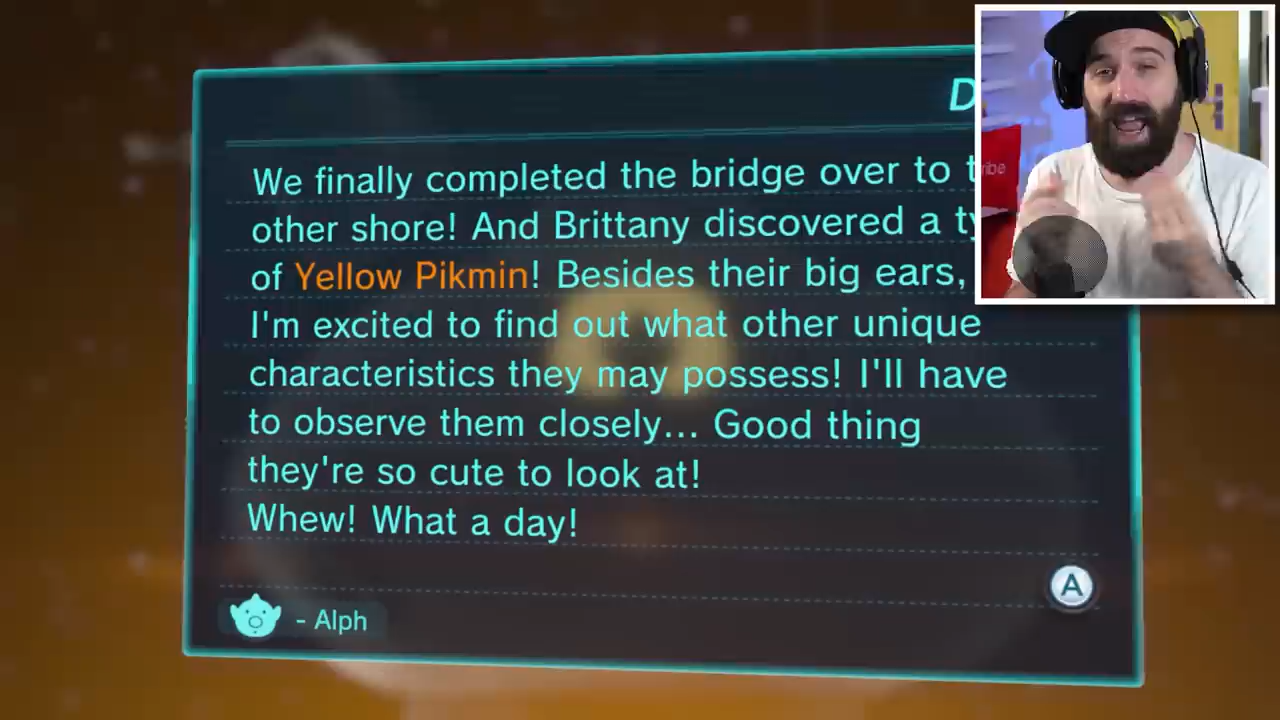 We finally completed the bridge over to
other shore! And Brittany discovered a
of Yellow Pikmin! Besides their big ears,
I'm excited to find out what other unique
characteristics they may possess! I'll have
to observe them closely... Good thing
they're so cute to look at!
Whew! What a day!
A
- Alph